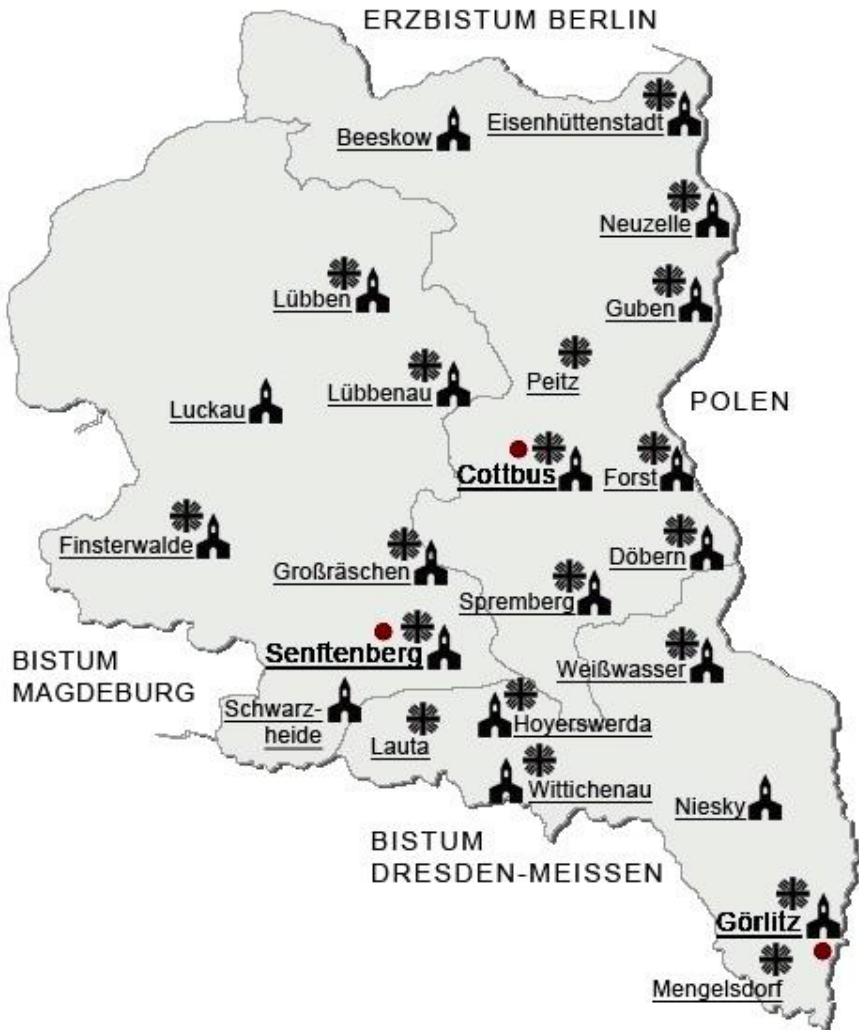 ERZBISTUM BERLIN
Eisenhüttenstadt
Beeskow
Neuzelle
Lübben
Guben
Peitz
Lübbenau
Luckau
POLEN
Cottbus
Forst
Finsterwalde
Döbern
Großräschen
Spremberg
Senftenberg
Weißwasser
BISTUM
MAGDEBURG
Schwarz-
heide
Hoyerswerda
Lauta
Wittichenau
Niesky
BISTUM
DRESDEN-MEISSEN
Görlitz
Mengelsdorf